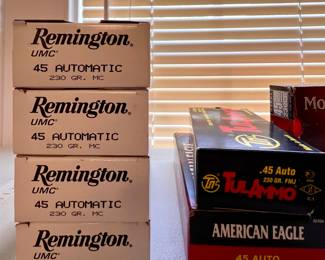 Remington.
UMC®
45 AUTOMATIC
230 GR. MC
Remington.
UMC®
45 AUTOMATIC
230 GR. MC
Remington.
UMC®
45 AUTOMATIC
230 GR. MC
Remington.
UMC®
45 AUTOMATIC
TULAMMO
.45 Auto
230 GR. FMJ
TULAMMO
AMERICAN EAGLE
45 AUTO